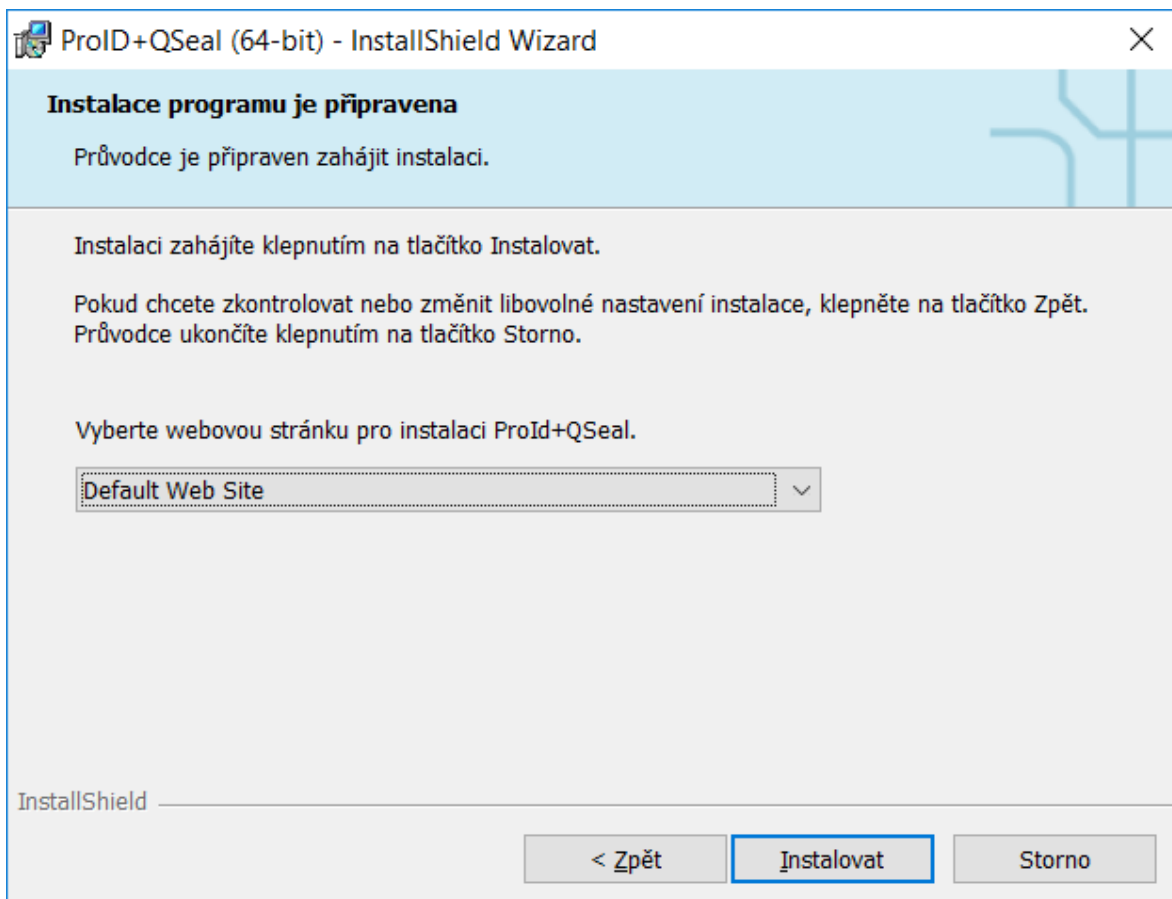 ProID+QSeal (64-bit) - InstallShield Wizard
Instalace programu je připravena
Průvodce je připraven zahájit instalaci.
Instalaci zahájíte klepnutím na tlačítko Instalovat.
Pokud chcete zkontrolovat nebo změnit libovolné nastavení instalace, klepněte na tlačítko Zpět.
Průvodce ukončíte klepnutím na tlačítko Storno.
Vyberte webovou stránku pro instalaci ProId+QSeal.
Default Web Site
InstallShield
< Zpět
Instalovat
Storno